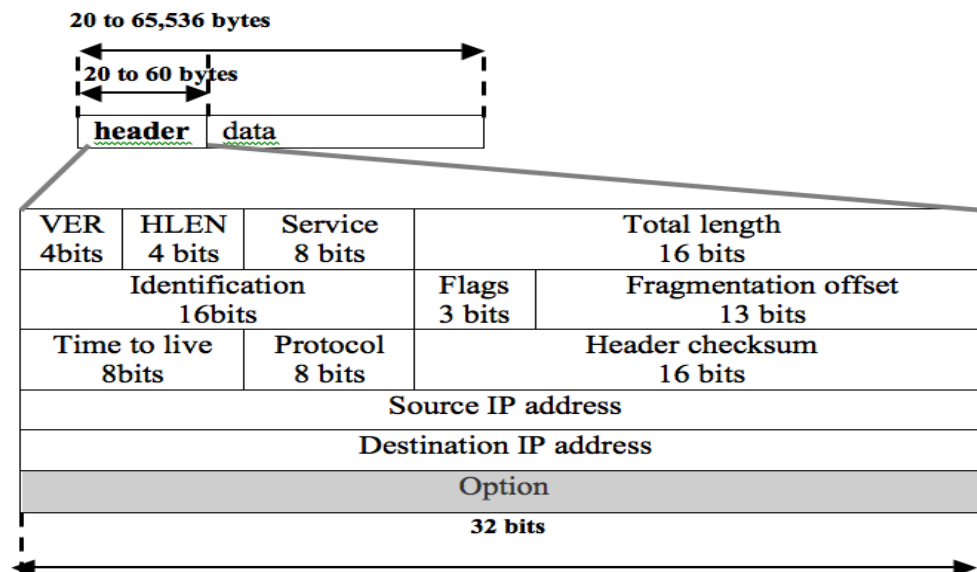 20 to 65,536 bytes
20 to 60 bytes
header data
VER HLEN Service Total length
4bits 4 bits 8 bits 16 bits
Identification Flags Fragmentation offset
16bits 3 bits 13 bits
Time to live Protocol Header checksum
8bits 8 bits 16 bits
Source IP address
Destination IP address
Option
32 bits